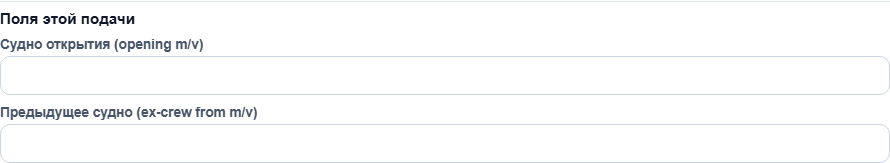 Поля этой подачи
Судно открытия (opening m/v)
Предыдущее судно (ex-crew from m/v)